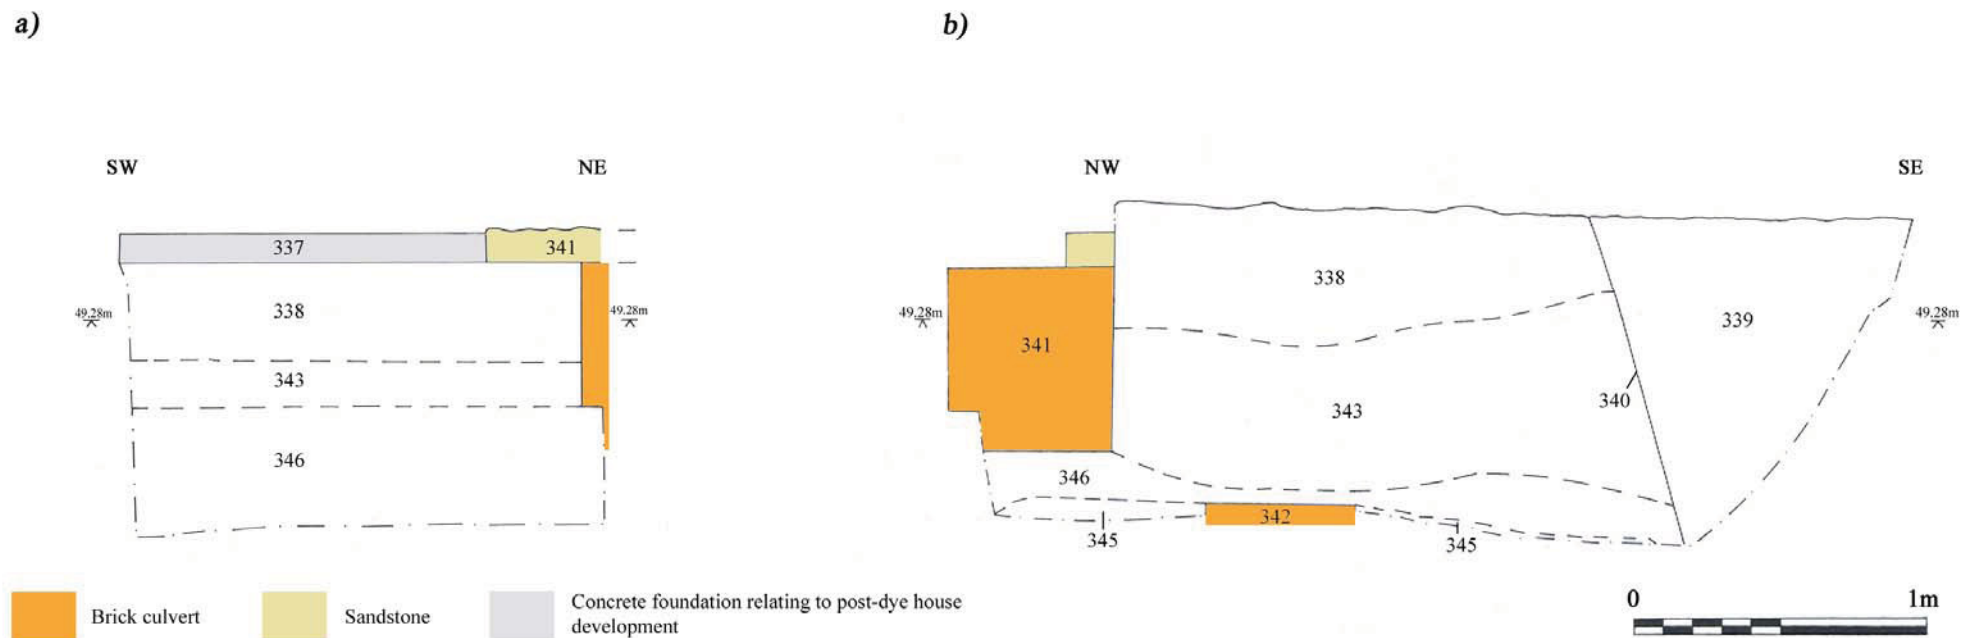 a)
b)
SW
NE
337
341
338
49.28m
49.28m
343
346
NW
SE
338
339
49.28m
49.28m
341
340
343
346
342
345
345
Brick culvert
Sandstone
Concrete foundation relating to post-dye house
development
0
1m